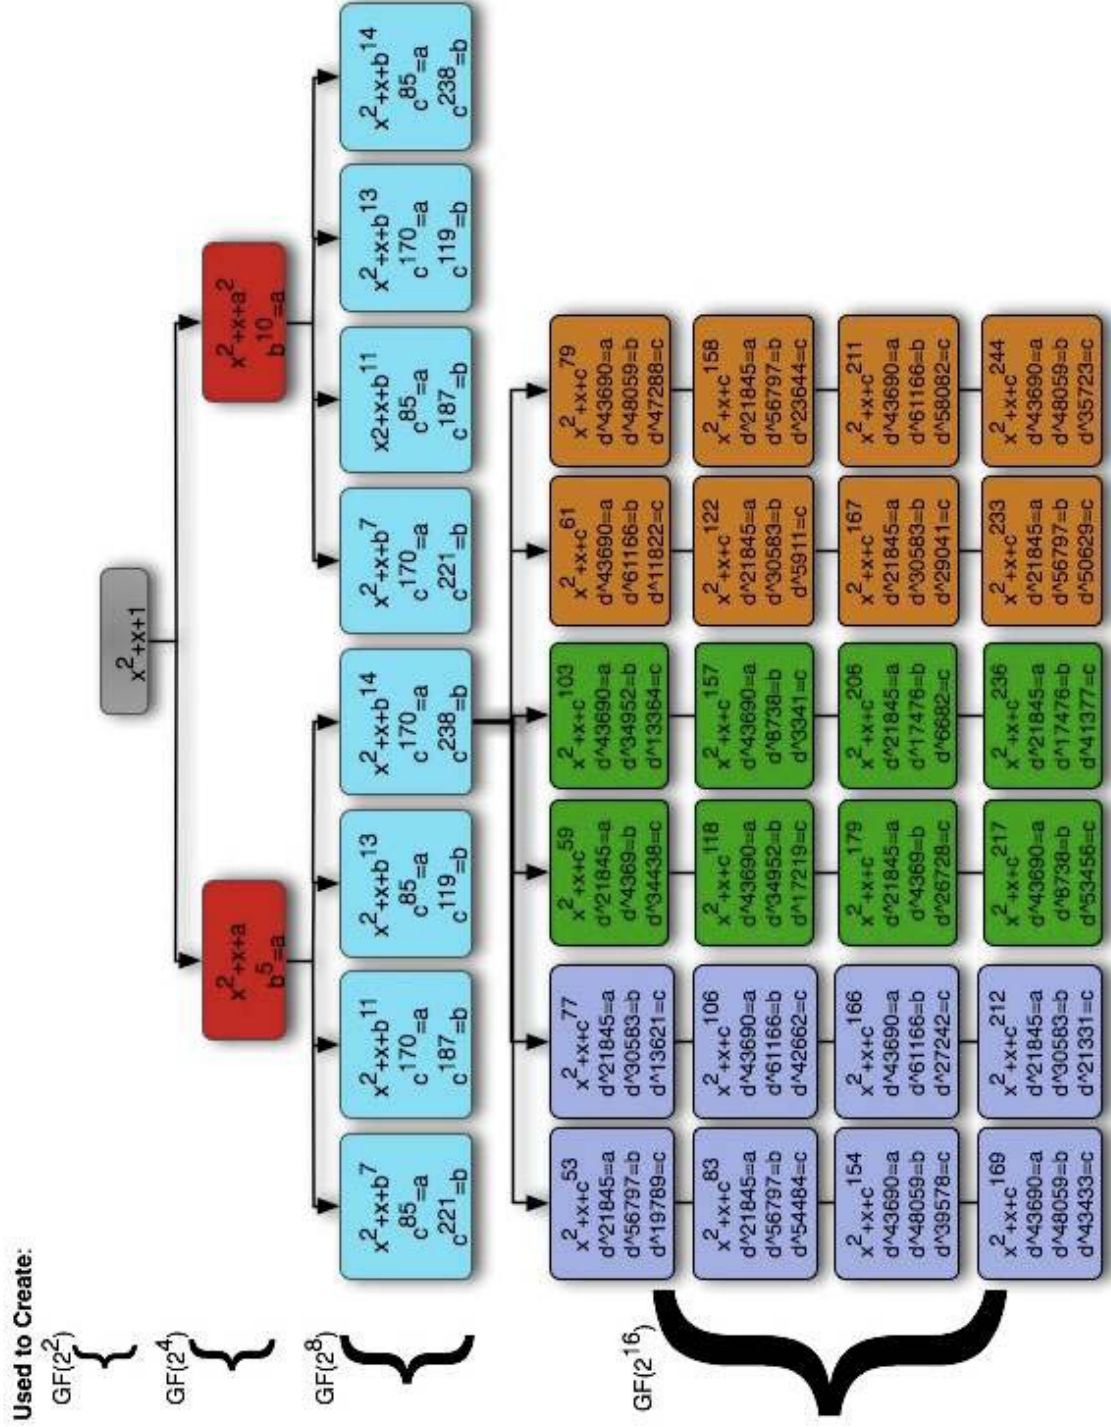 Used to Create:
GF(2^2)
GF(2^4)
GF(2^8)
GF(2^16)
x^2+x+1
x^2+x+a
b^5=a
x^2+x+a^2
b^10=a
x^2+x+b^7
c^85=a
c^221=b
x^2+x+b^11
c^170=a
c^187=b
x^2+x+b^13
c^85=a
c^119=b
x^2+x+b^14
c^170=a
c^238=b
x^2+x+b^7
c^170=a
c^221=b
x2+x+b^11
c^85=a
c^187=b
x^2+x+b^13
c^170=a
c^119=b
x^2+x+b^14
c^85=a
c^238=b
x^2+x+c^53
d^21845=a
d^56797=b
d^19789=c
x^2+x+c^77
d^21845=a
d^30583=b
d^13621=c
x^2+x+c^59
d^21845=a
d^4369=b
d^34438=c
x^2+x+c^103
d^43690=a
d^34952=b
d^13364=c
x^2+x+c^61
d^43690=a
d^61166=b
d^11822=c
x^2+x+c^79
d^43690=a
d^48059=b
d^47288=c
x^2+x+c^83
d^21845=a
d^56797=b
d^54484=c
x^2+x+c^106
d^43690=a
d^61166=b
d^42662=c
x^2+x+c^118
d^43690=a
d^34952=b
d^17219=c
x^2+x+c^157
d^43690=a
d^8738=b
d^3341=c
x^2+x+c^122
d^21845=a
d^30583=b
d^5911=c
x^2+x+c^158
d^21845=a
d^56797=b
d^23644=c
x^2+x+c^154
d^43690=a
d^48059=b
d^39578=c
x^2+x+c^166
d^43690=a
d^61166=b
d^27242=c
x^2+x+c^179
d^21845=a
d^4369=b
d^26728=c
x^2+x+c^206
d^21845=a
d^17476=b
d^6682=c
x^2+x+c^167
d^21845=a
d^30583=b
d^29041=c
x^2+x+c^211
d^43690=a
d^61166=b
d^58082=c
x^2+x+c^169
d^43690=a
d^48059=b
d^43433=c
x^2+x+c^212
d^21845=a
d^30583=b
d^21331=c
x^2+x+c^217
d^43690=a
d^8738=b
d^53456=c
x^2+x+c^236
d^21845=a
d^17476=b
d^41377=c
x^2+x+c^233
d^21845=a
d^56797=b
d^50629=c
x^2+x+c^244
d^43690=a
d^48059=b
d^35723=c